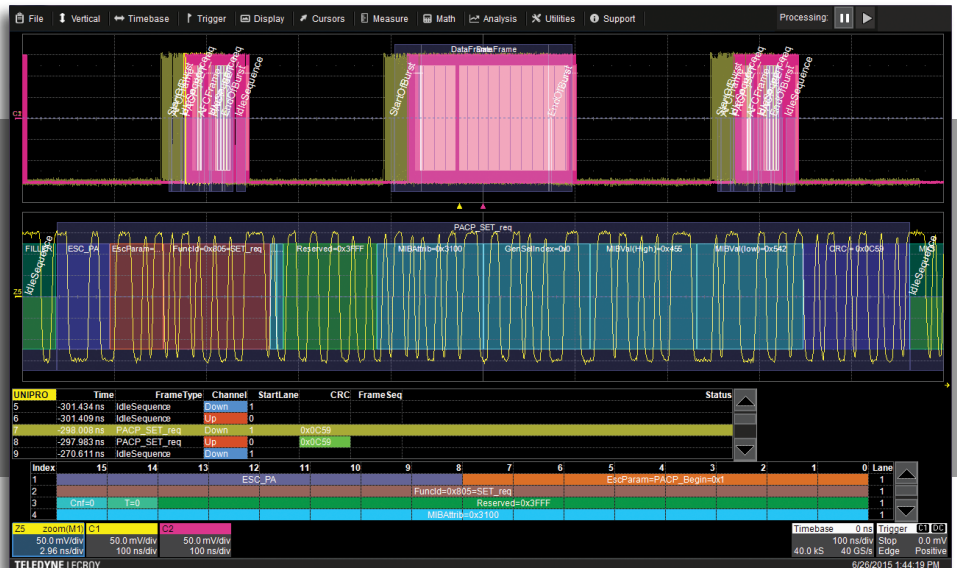 File Vertical Timebase Trigger Display Cursors Measure Math Analysis Utilities Support Processing:
DataFrame
StartOfBurst
EndOfBurst
EndOfBurst IdleSequence
EndOfBurst IdleSequence
C1
PACP_SET_req
FILLER ESC_PA EscParam=... FuncId=0x805=SET_req Reserved=0x3FFF MIBAttrib=0x3100 GenSelIndex=0x0 MIBVal(High)=0x455 MIBVal(low)=0x542 CRC = 0x0C59
IdleSequence
IdleSequence
Z5
UNIPRO Time FrameType Channel StartLane CRC FrameSeq Status
5 -301.434 ns IdleSequence Down 1
6 -301.409 ns IdleSequence Up 0
7 -298.008 ns PACP_SET_req Down 1 0x0C59
8 -297.983 ns PACP_SET_req Up 0 0x0C59
9 -270.611 ns IdleSequence Down 1
Index 15 14 13 12 11 10 9 8 7 6 5 4 3 2 1 0 Lane
1 ESC_PA EscParam=PACP_Begin=0x1 1
2 FuncId=0x805=SET_req 1
3 Cnf=0 T=0 Reserved=0x3FFF 1
4 MIBAttrib=0x3100 1
Z5 zoom(M1) C1 C2 Timebase 0 ns Trigger C1 DC
50.0 mV/div 50.0 mV/div 50.0 mV/div 100 ns/div Stop 0.0 mV
2.96 ns/div 100 ns/div 100 ns/div 40.0 kS 40 GS/s Edge Positive
TELEDYNE LECROY 6/26/2015 1:44:19 PM